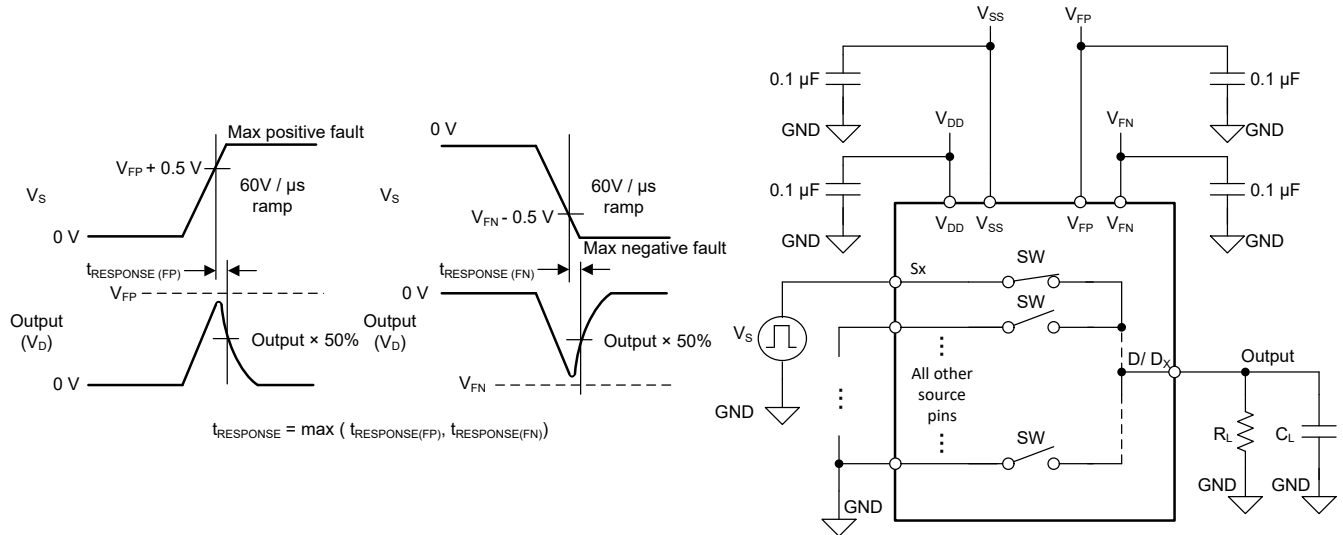 0 V
Max positive fault
V_FP + 0.5 V
60V / µs
ramp
V_S
0 V
t_RESPONSE (FP)
V_FP
Output
(V_D)
Output × 50%
0 V
0 V
60V / µs
ramp
V_FN - 0.5 V
Max negative fault
t_RESPONSE (FN)
0 V
Output
(V_D)
Output × 50%
V_FN
t_RESPONSE = max ( t_RESPONSE(FP), t_RESPONSE(FN))
V_SS
V_FP
0.1 µF
0.1 µF
GND
GND
V_DD
V_FN
0.1 µF
0.1 µF
GND
GND
V_DD
V_SS
V_FP
V_FN
Sx
SW
SW
V_S
GND
...
...
All other
source
pins
...
SW
GND
D/ D_X
Output
R_L
C_L
GND
GND